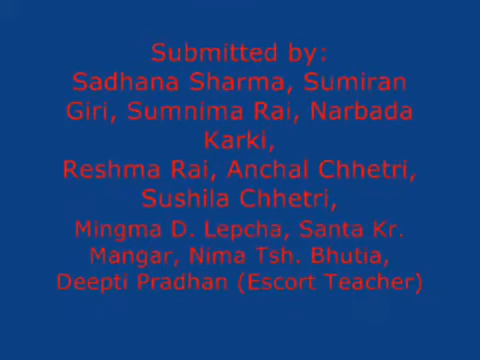 Submitted by:
Sadhana Sharma, Sumiran
Giri, Sumnima Rai, Narbada
Karki,
Reshma Rai, Anchal Chhetri,
Sushila Chhetri,
Mingma D. Lepcha, Santa Kr.
Mangar, Nima Tsh. Bhutia,
Deepti Pradhan (Escort Teacher)